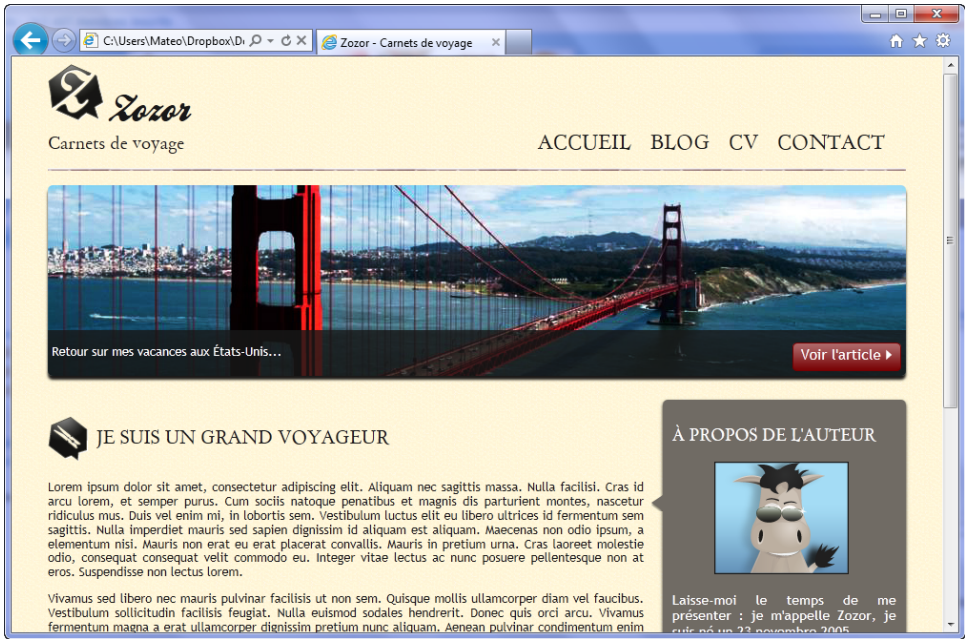 C:\Users\Mateo\Dropbox\D
Zozor - Carnets de voyage
Zozor
Carnets de voyage
ACCUEIL BLOG CV CONTACT
Retour sur mes vacances aux États-Unis...
Voir l'article
JE SUIS UN GRAND VOYAGEUR
Lorem ipsum dolor sit amet, consectetur adipiscing elit. Aliquam nec sagittis massa. Nulla facilisi. Cras id
arcu lorem, et semper purus. Cum sociis natoque penatibus et magnis dis parturient montes, nascetur
ridiculus mus. Duis vel enim mi, in lobortis sem. Vestibulum luctus elit eu libero ultrices id fermentum sem
sagittis. Nulla imperdiet mauris sed sapien dignissim id aliquam est aliquam. Maecenas non odio ipsum, a
elementum nisi. Mauris non erat eu erat placerat convallis. Mauris in pretium urna. Cras laoreet molestie
odio, consequat consequat velit commodo eu. Integer vitae lectus ac nunc posuere pellentesque non at
eros. Suspendisse non lectus lorem.
Vivamus sed libero nec mauris pulvinar facilisis ut non sem. Quisque mollis ullamcorper diam vel faucibus.
Vestibulum sollicitudin facilisis feugiat. Nulla euismod sodales hendrerit. Donec quis orci arcu. Vivamus
fermentum magna a erat ullamcorper dignissim pretium nunc aliquam. Aenean pulvinar condimentum enim
À PROPOS DE L'AUTEUR
Laisse-moi le temps de me
présenter : je m'appelle Zozor, je
suis né un 23 novembre 2005.